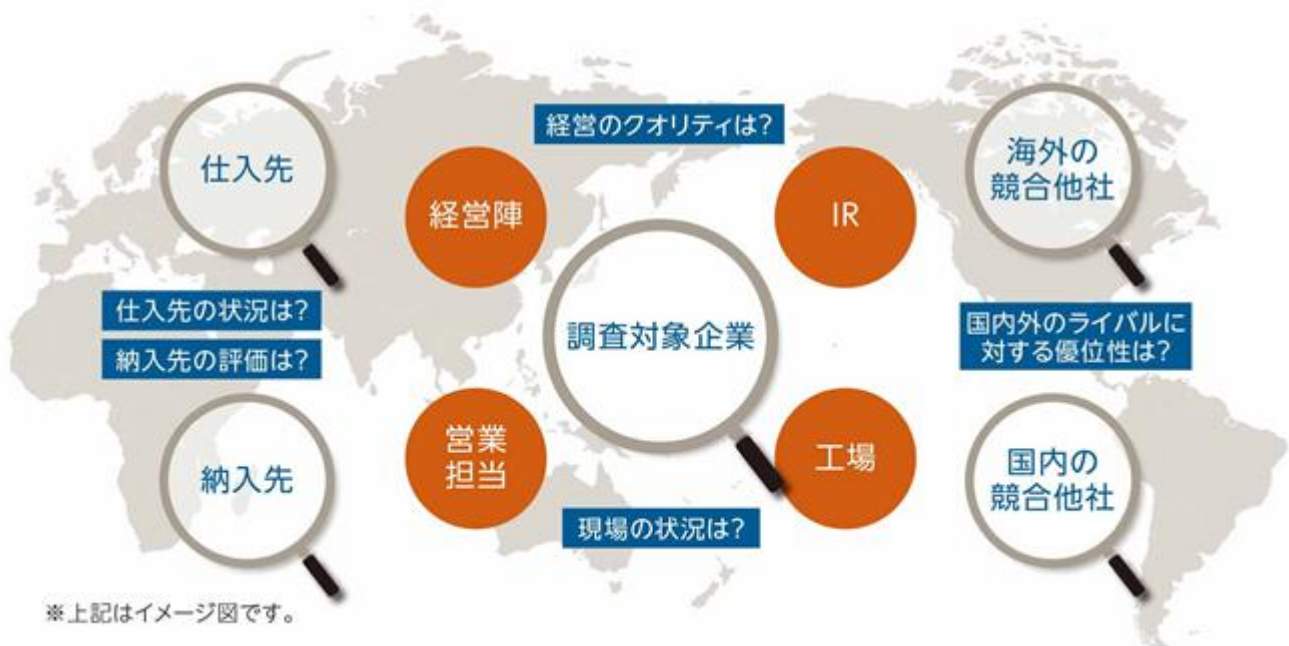 経営のクオリティは?
仕入先
経営陣
IR
海外の
競合他社
調査対象企業
仕入先の状況は?
納入先の評価は?
国内外のライバルに
対する優位性は?
納入先
営業
担当
工場
国内の
競合他社
現場の状況は?
※上記はイメージ図です。